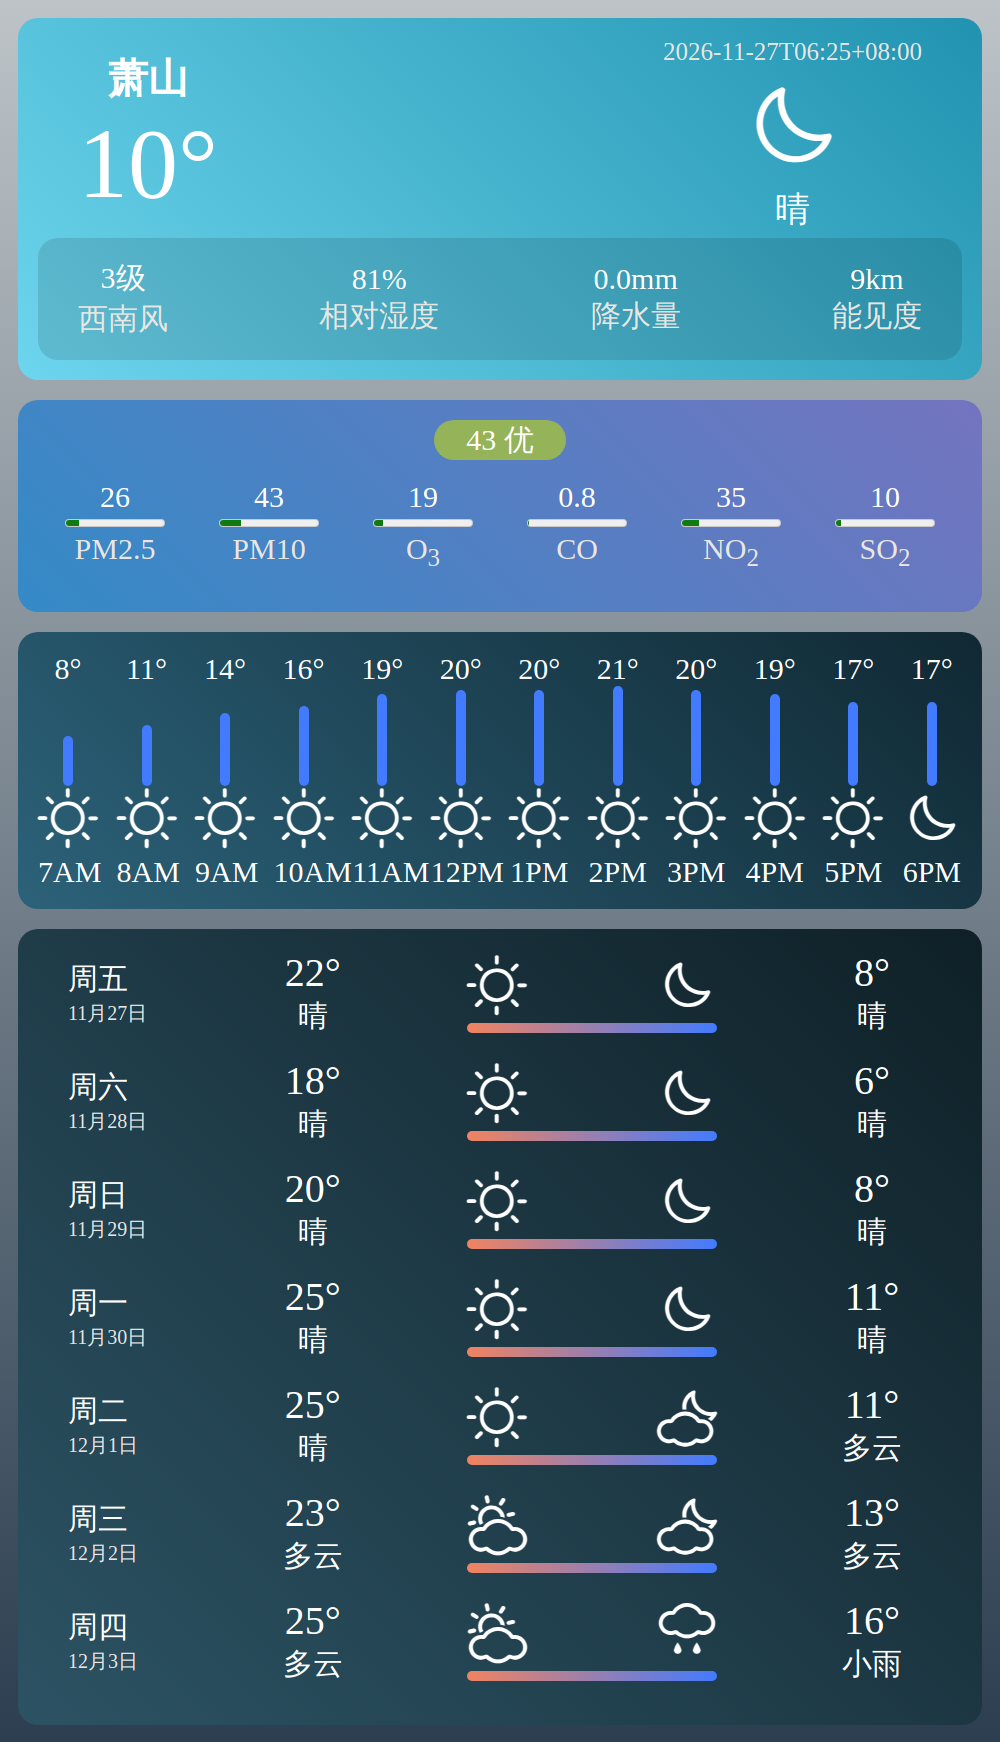 萧山
10°
2026-11-27T06:25+08:00
晴
3级 81% 0.0mm 9km
西南风 相对湿度 降水量 能见度
43 优
26 43 19 0.8 35 10
PM2.5 PM10 O3 CO NO2 SO2
8° 11° 14° 16° 19° 20° 20° 21° 20° 19° 17° 17°
7AM 8AM 9AM 10AM 11AM 12PM 1PM 2PM 3PM 4PM 5PM 6PM
周五 22° 8°
11月27日 晴 晴
周六 18° 6°
11月28日 晴 晴
周日 20° 8°
11月29日 晴 晴
周一 25° 11°
11月30日 晴 晴
周二 25° 11°
12月1日 晴 多云
周三 23° 13°
12月2日 多云 多云
周四 25° 16°
12月3日 多云 小雨